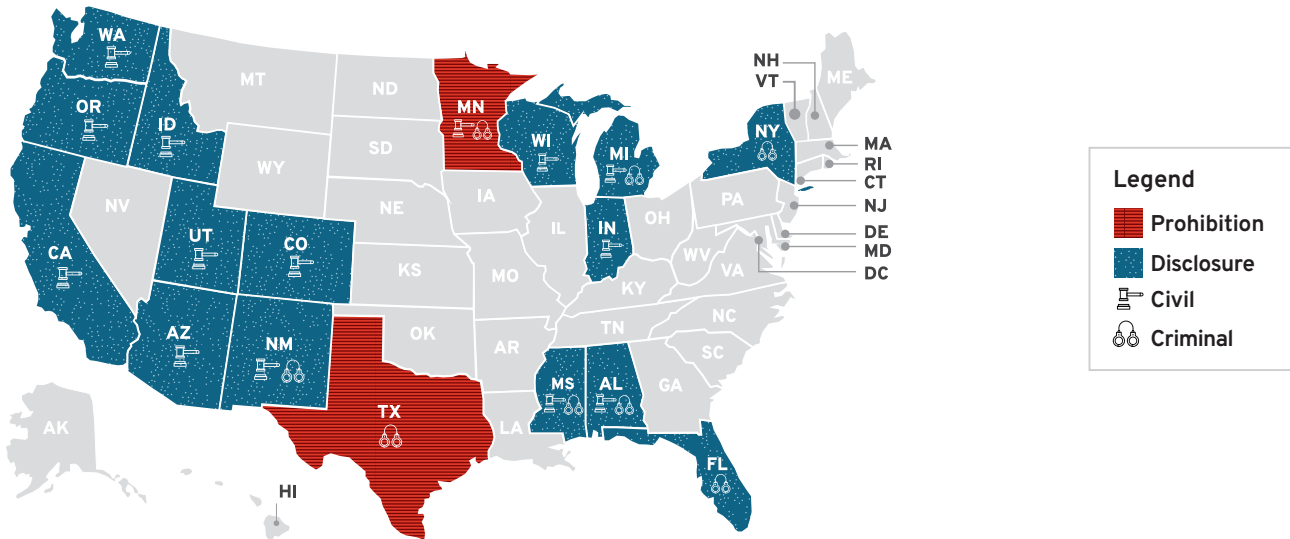 WA
MT
ND
MN
OR
ID
WY
SD
WI
MI
NY
NH
VT
ME
MA
RI
CT
NJ
DE
MD
DC
NV
UT
CO
NE
IA
IL
IN
OH
PA
WV
VA
CA
KS
MO
KY
AZ
NM
OK
AR
TN
NC
SC
TX
LA
MS
AL
GA
FL
AK
HI
Legend
Prohibition
Disclosure
Civil
Criminal